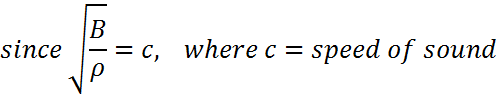 since √(B/ρ) = c,   where c = speed of sound